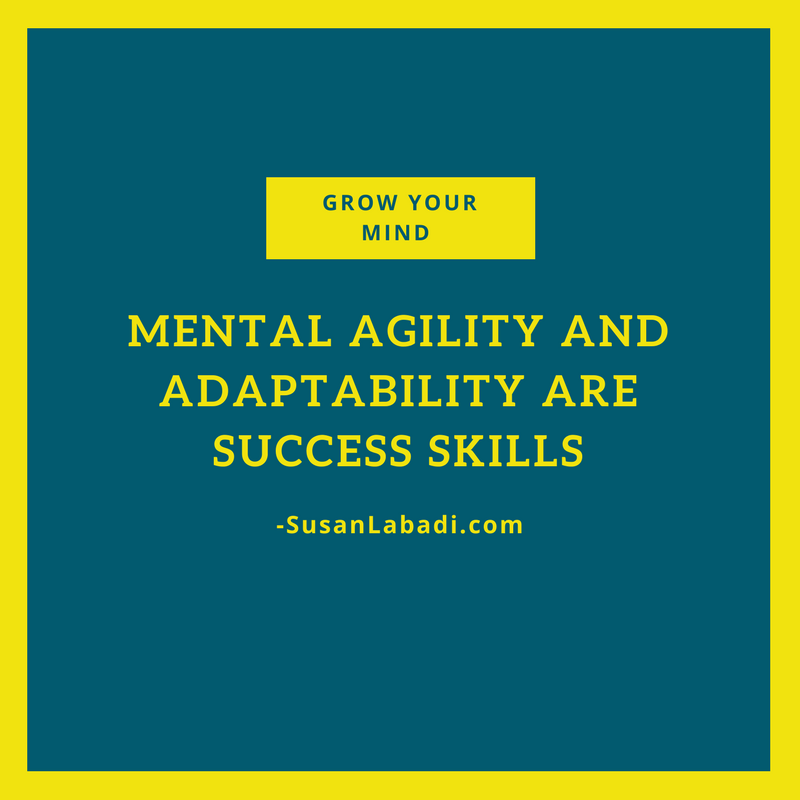 GROW YOUR
MIND
MENTAL AGILITY AND
ADAPTABILITY ARE
SUCCESS SKILLS
-SusanLabadi.com